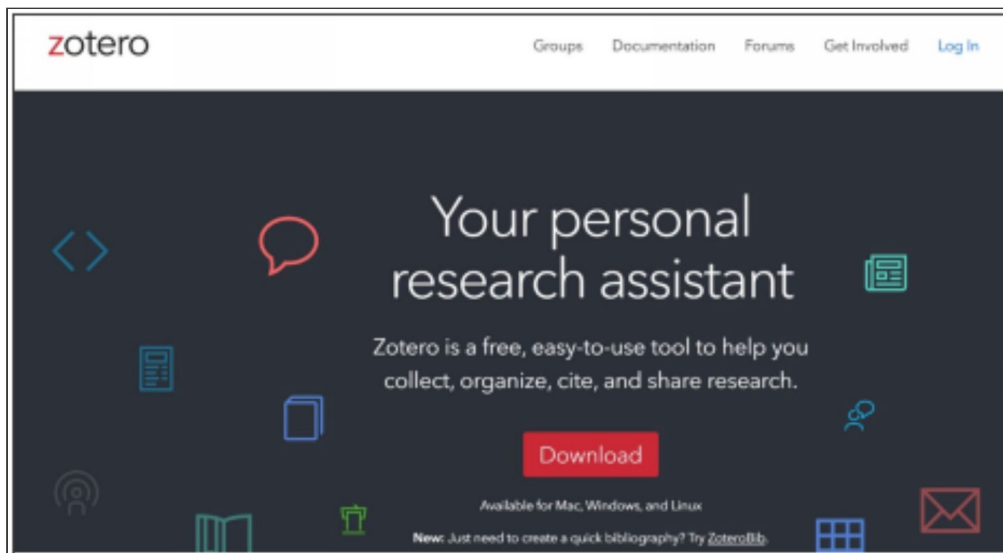 zotero
Groups Documentation Forums Get Involved Log In
Your personal
research assistant
Zotero is a free, easy-to-use tool to help you
collect, organize, cite, and share research.
Download
Available for Mac, Windows, and Linux
New: Just need to create a quick bibliography? Try ZoteroBib.